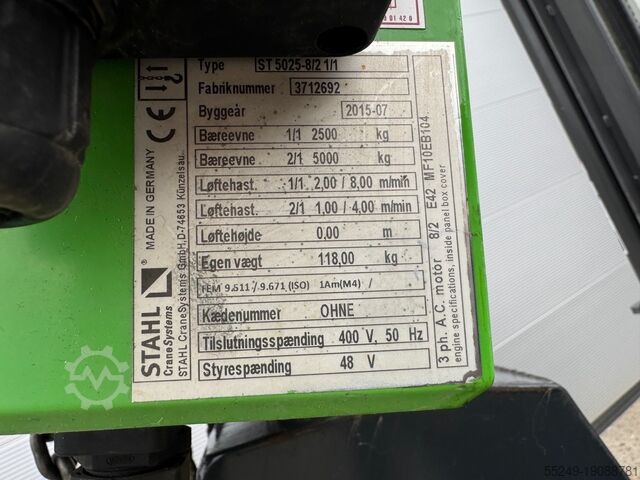 Type ST 5025-8/2 1/1
Fabriknummer 3712692
Byggeår 2015-07
Bæreevne 1/1 2500 kg
Bæreevne 2/1 5000 kg
Løftehast. 1/1 2,00 / 8,00 m/min
Løftehast. 2/1 1,00 / 4,00 m/min
Løftehøjde 0,00 m
Egen vægt 118,00 kg
FEM 9.511 / 9.671 (ISO) 1Am(M4) /
Kædenummer OHNE
Tilslutningsspænding 400 V, 50 Hz
Styrespænding 48 V
STAHL
CraneSystems
STAHL CraneSystems GmbH, D-74653 Künzelsau
MADE IN GERMANY
CE
3 ph. A.C. motor 8/2 E42 MF10EB104
engine specifications, inside panel box cover
55249-19088781